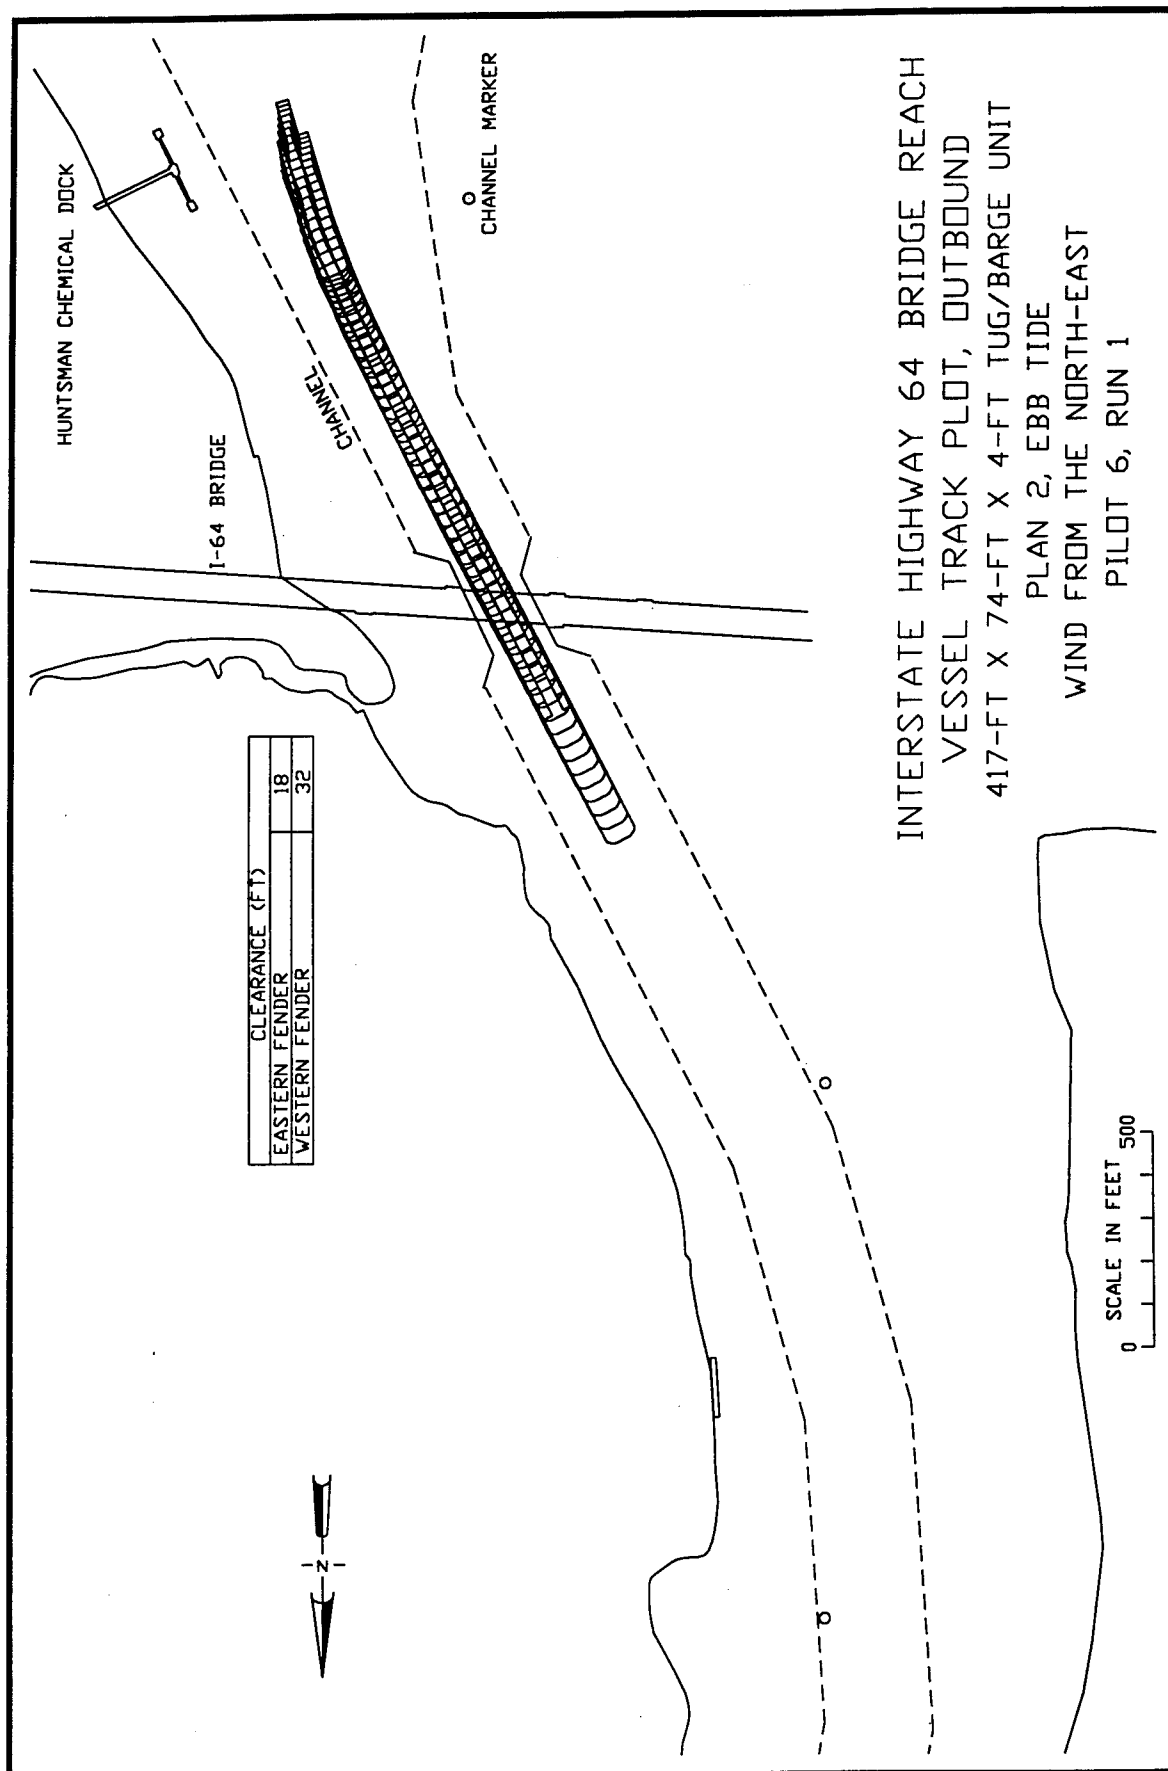 INTERSTATE HIGHWAY 64 BRIDGE REACH
VESSEL TRACK PLOT, OUTBOUND
417-FT X 74-FT X 4-FT TUG/BARGE UNIT
PLAN 2, EBB TIDE
WIND FROM THE NORTH-EAST
PILOT 6, RUN 1
HUNTSMAN CHEMICAL DOCK
I-64 BRIDGE
CHANNEL
CHANNEL MARKER
CLEARANCE (FT)
EASTERN FENDER 18
WESTERN FENDER 32
N
SCALE IN FEET
0 500